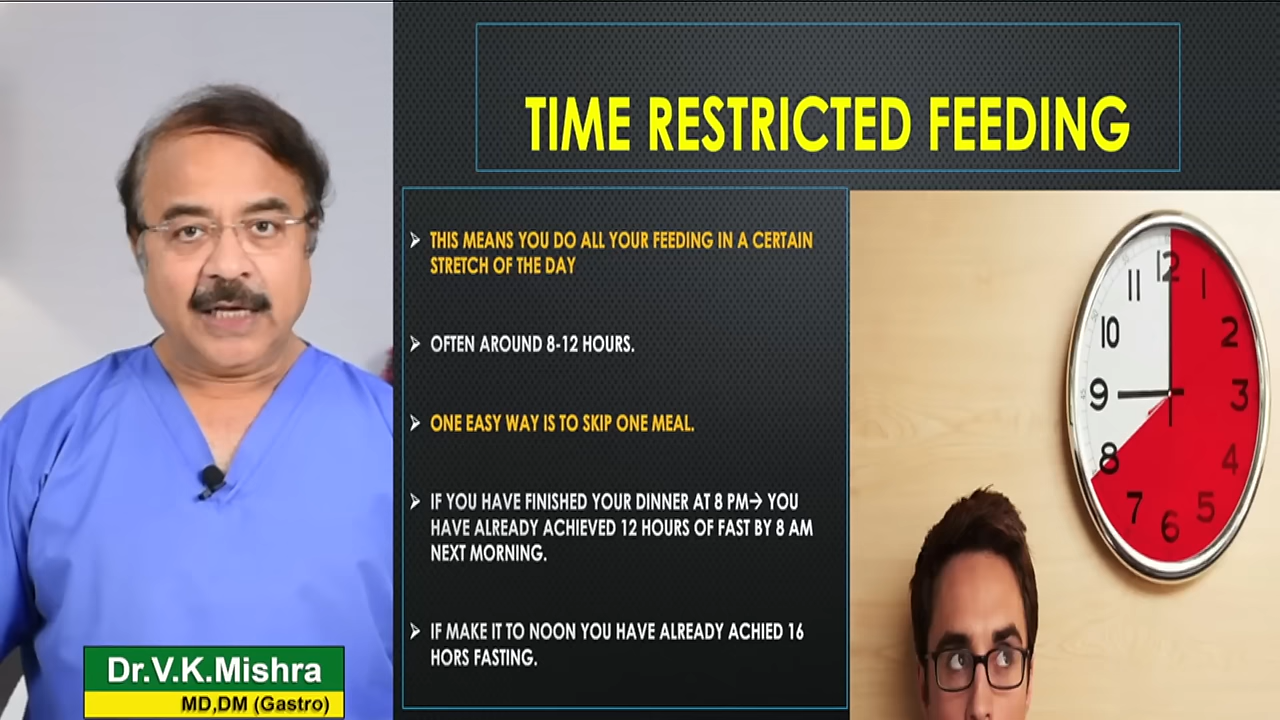 TIME RESTRICTED FEEDING
➢ THIS MEANS YOU DO ALL YOUR FEEDING IN A CERTAIN
STRETCH OF THE DAY
➢ OFTEN AROUND 8-12 HOURS.
➢ ONE EASY WAY IS TO SKIP ONE MEAL.
➢ IF YOU HAVE FINISHED YOUR DINNER AT 8 PM→ YOU
HAVE ALREADY ACHIEVED 12 HOURS OF FAST BY 8 AM
NEXT MORNING.
➢ IF MAKE IT TO NOON YOU HAVE ALREADY ACHIED 16
HORS FASTING.
12
1
2
3
4
5
6
7
8
9
10
11
Dr.V.K.Mishra
MD,DM (Gastro)